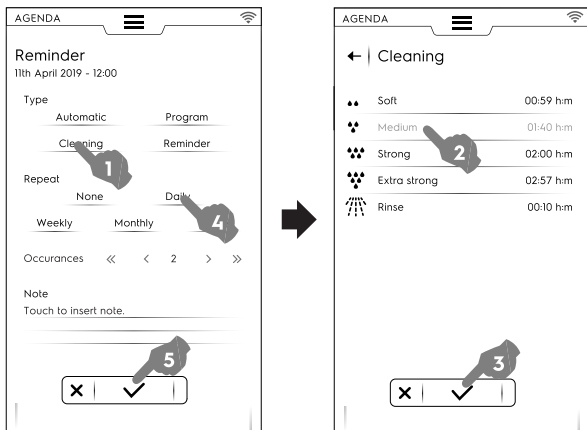 AGENDA
Reminder
11th April 2019 - 12:00
Type
Automatic Program
Cleaning Reminder
1
Repeat
None Daily
4
Weekly Monthly
Occurances « < 2 > »
Note
Touch to insert note.
5
AGENDA
Cleaning
Soft 00:59 h:m
Medium 01:40 h:m
2
Strong 02:00 h:m
Extra strong 02:57 h:m
Rinse 00:10 h:m
3